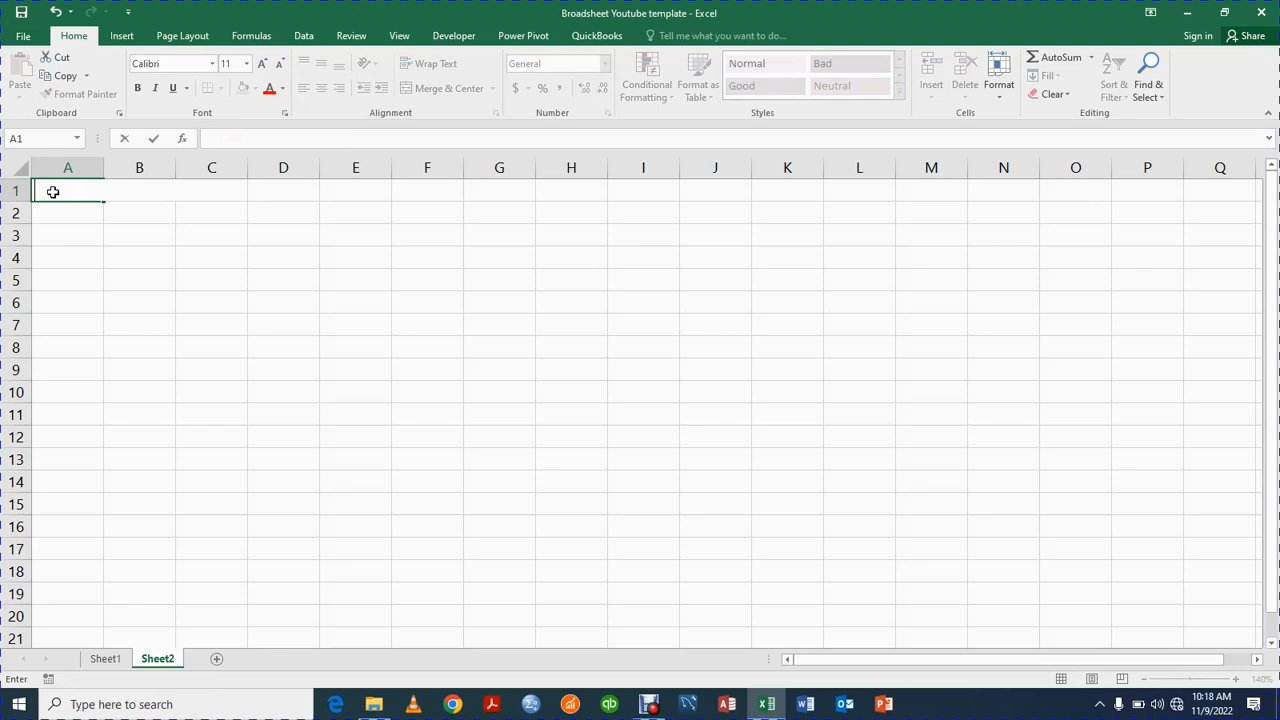 Broadsheet Youtube template - Excel
File Home Insert Page Layout Formulas Data Review View Developer Power Pivot QuickBooks Tell me what you want to do... Sign in Share
Paste Cut Copy Format Painter Clipboard
Calibri 11 A A B I U A Font
Wrap Text Merge & Center Alignment
General $ % , Number
Conditional Formatting Format as Table Normal Bad Good Neutral Styles
Insert Delete Format Cells
AutoSum Fill Clear Sort & Filter Find & Select Editing
A1 fx
A B C D E F G H I J K L M N O P Q
1
2
3
4
5
6
7
8
9
10
11
12
13
14
15
16
17
18
19
20
21
Sheet1 Sheet2
Enter 140%
Type here to search 10:18 AM
11/9/2022